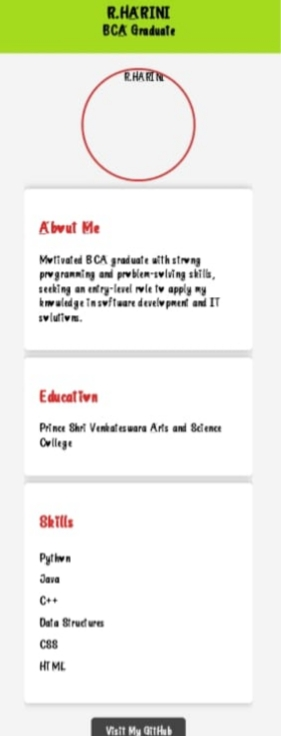 R.HARINI
BCA Graduate
R.HARINI
About Me
Motivated BCA graduate with strong
programming and problem-solving skills,
seeking an entry-level role to apply my
knowledge in software development and IT
solutions.
Education
Prince Shri Venkateswara Arts and Science
College
Skills
Python
Java
C++
Data Structures
CSS
HTML
Visit My GitHub